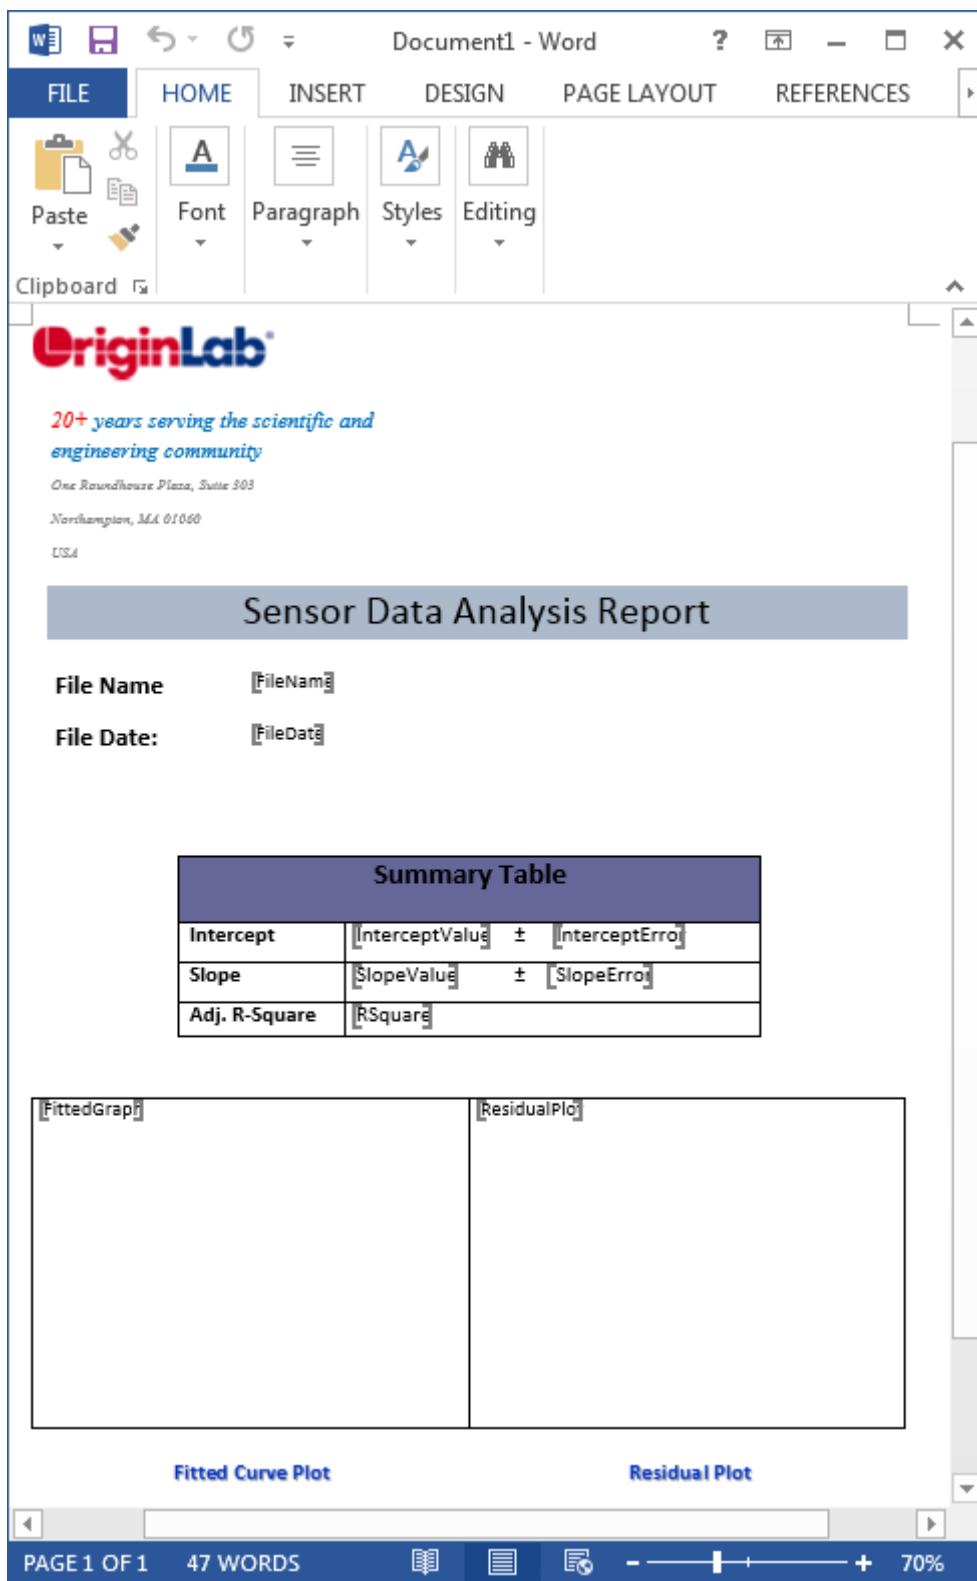 Document1 - Word
?
FILE HOME INSERT DESIGN PAGE LAYOUT REFERENCES
Paste Font Paragraph Styles Editing
Clipboard
OriginLab®
20+ years serving the scientific and
engineering community
One Roundhouse Plaza, Suite 303
Northampton, MA 01060
USA
Sensor Data Analysis Report
File Name [FileName]
File Date: [FileDate]
Summary Table
Intercept [InterceptValue] ± [InterceptError]
Slope [SlopeValue] ± [SlopeError]
Adj. R-Square [RSquare]
[FittedGraph] [ResidualPlot]
Fitted Curve Plot Residual Plot
PAGE 1 OF 1 47 WORDS 70%